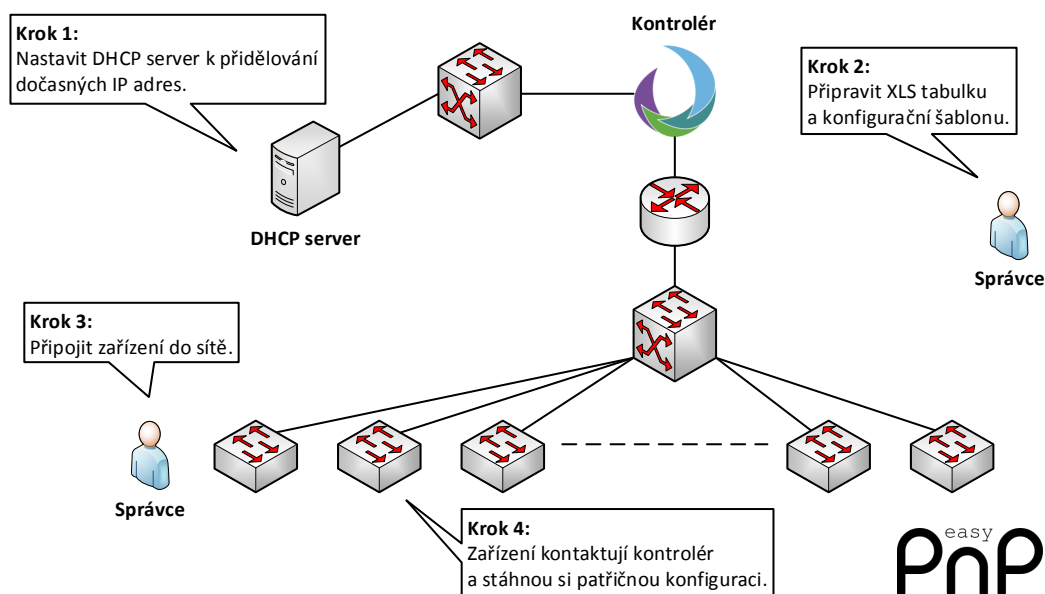 Krok 1:
Nastavit DHCP server k přidělování
dočasných IP adres.
Kontrolér
Krok 2:
Připravit XLS tabulku
a konfigurační šablonu.
DHCP server
Správce
Krok 3:
Připojit zařízení do sítě.
Správce
Krok 4:
Zařízení kontaktují kontrolér
a stáhnou si patřičnou konfiguraci.
easy
PnP